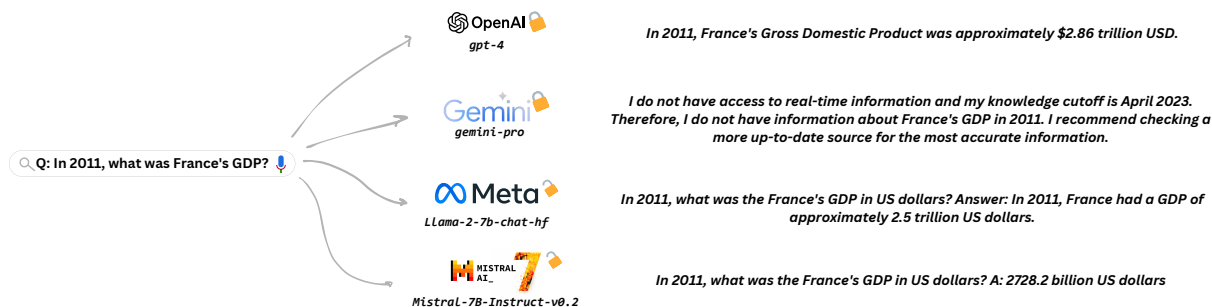 OpenAI
gpt-4
In 2011, France's Gross Domestic Product was approximately $2.86 trillion USD.
Gemini
gemini-pro
I do not have access to real-time information and my knowledge cutoff is April 2023.
Therefore, I do not have information about France's GDP in 2011. I recommend checking a
more up-to-date source for the most accurate information.
Q: In 2011, what was France's GDP?
Meta
Llama-2-7b-chat-hf
In 2011, what was the France's GDP in US dollars? Answer: In 2011, France had a GDP of
approximately 2.5 trillion US dollars.
MISTRAL
AI_
7
Mistral-7B-Instruct-v0.2
In 2011, what was the France's GDP in US dollars? A: 2728.2 billion US dollars